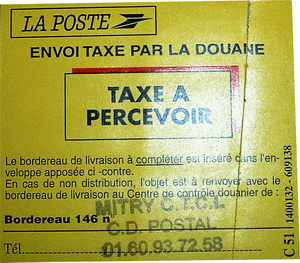 LA POSTE
ENVOI TAXE PAR LA DOUANE
TAXE A
PERCEVOIR
Le bordereau de livraison à compléter est inséré dans l'en-
veloppe apposée ci-contre.
En cas de non distribution, l'objet est à renvoyer avec le
bordereau de livraison au Centre de contrôle douanier de :
MITRY C.T.C.I.
Bordereau 146 n
C.D. POSTAL
Tél.
01.60.93.72.58
C 51 1400132 - 609138